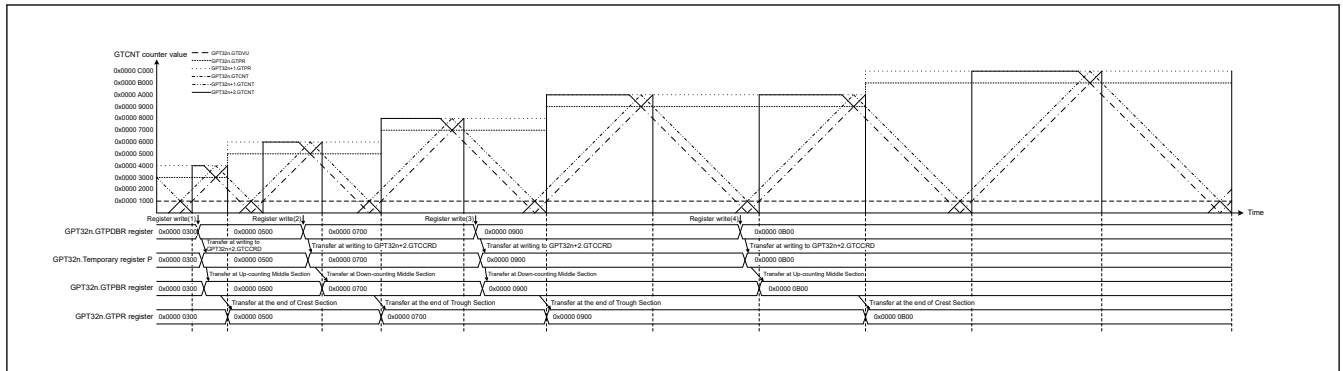 GTCNT counter value
GPT32n.GTDVU
GPT32n.GTPR
GPT32n+1.GTPR
GPT32n.GTCNT
GPT32n+1.GTCNT
GPT32n+2.GTCNT
0x0000 C000
0x0000 B000
0x0000 A000
0x0000 9000
0x0000 8000
0x0000 7000
0x0000 6000
0x0000 5000
0x0000 4000
0x0000 3000
0x0000 2000
0x0000 1000
Time
Register write(1) Register write(2) Register write(3) Register write(4)
GPT32n.GTPDBR register 0x0000 0300 0x0000 0500 0x0000 0700 0x0000 0900 0x0000 0B00
Transfer at writing to GPT32n+2.GTCCRD Transfer at writing to GPT32n+2.GTCCRD Transfer at writing to GPT32n+2.GTCCRD Transfer at writing to GPT32n+2.GTCCRD
GPT32n.Temporary register P 0x0000 0300 0x0000 0500 0x0000 0700 0x0000 0900 0x0000 0B00
Transfer at Up-counting Middle Section Transfer at Down-counting Middle Section Transfer at Down-counting Middle Section Transfer at Up-counting Middle Section
GPT32n.GTPBR register 0x0000 0300 0x0000 0500 0x0000 0700 0x0000 0900 0x0000 0B00
Transfer at the end of Crest Section Transfer at the end of Trough Section Transfer at the end of Trough Section Transfer at the end of Crest Section
GPT32n.GTPR register 0x0000 0300 0x0000 0500 0x0000 0700 0x0000 0900 0x0000 0B00